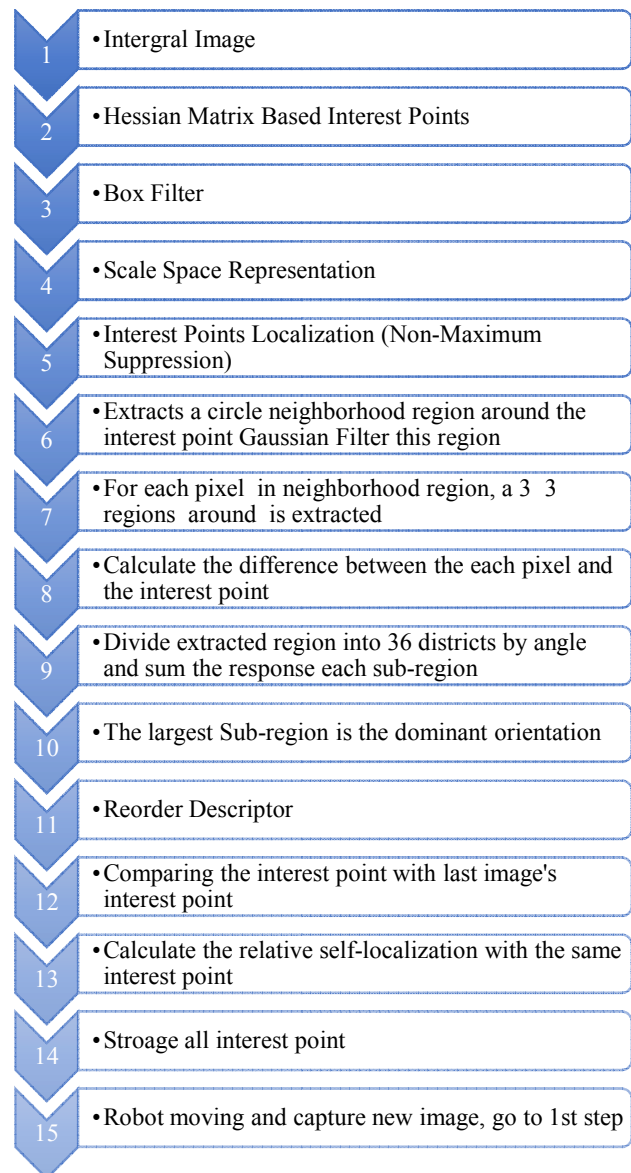 1
•Intergral Image
2
•Hessian Matrix Based Interest Points
3
•Box Filter
4
•Scale Space Representation
5
•Interest Points Localization (Non-Maximum
Suppression)
6
•Extracts a circle neighborhood region around the
interest point Gaussian Filter this region
7
•For each pixel in neighborhood region, a 3 3
regions around is extracted
8
•Calculate the difference between the each pixel and
the interest point
9
•Divide extracted region into 36 districts by angle
and sum the response each sub-region
10
•The largest Sub-region is the dominant orientation
11
•Reorder Descriptor
12
•Comparing the interest point with last image's
interest point
13
•Calculate the relative self-localization with the same
interest point
14
•Stroage all interest point
15
•Robot moving and capture new image, go to 1st step